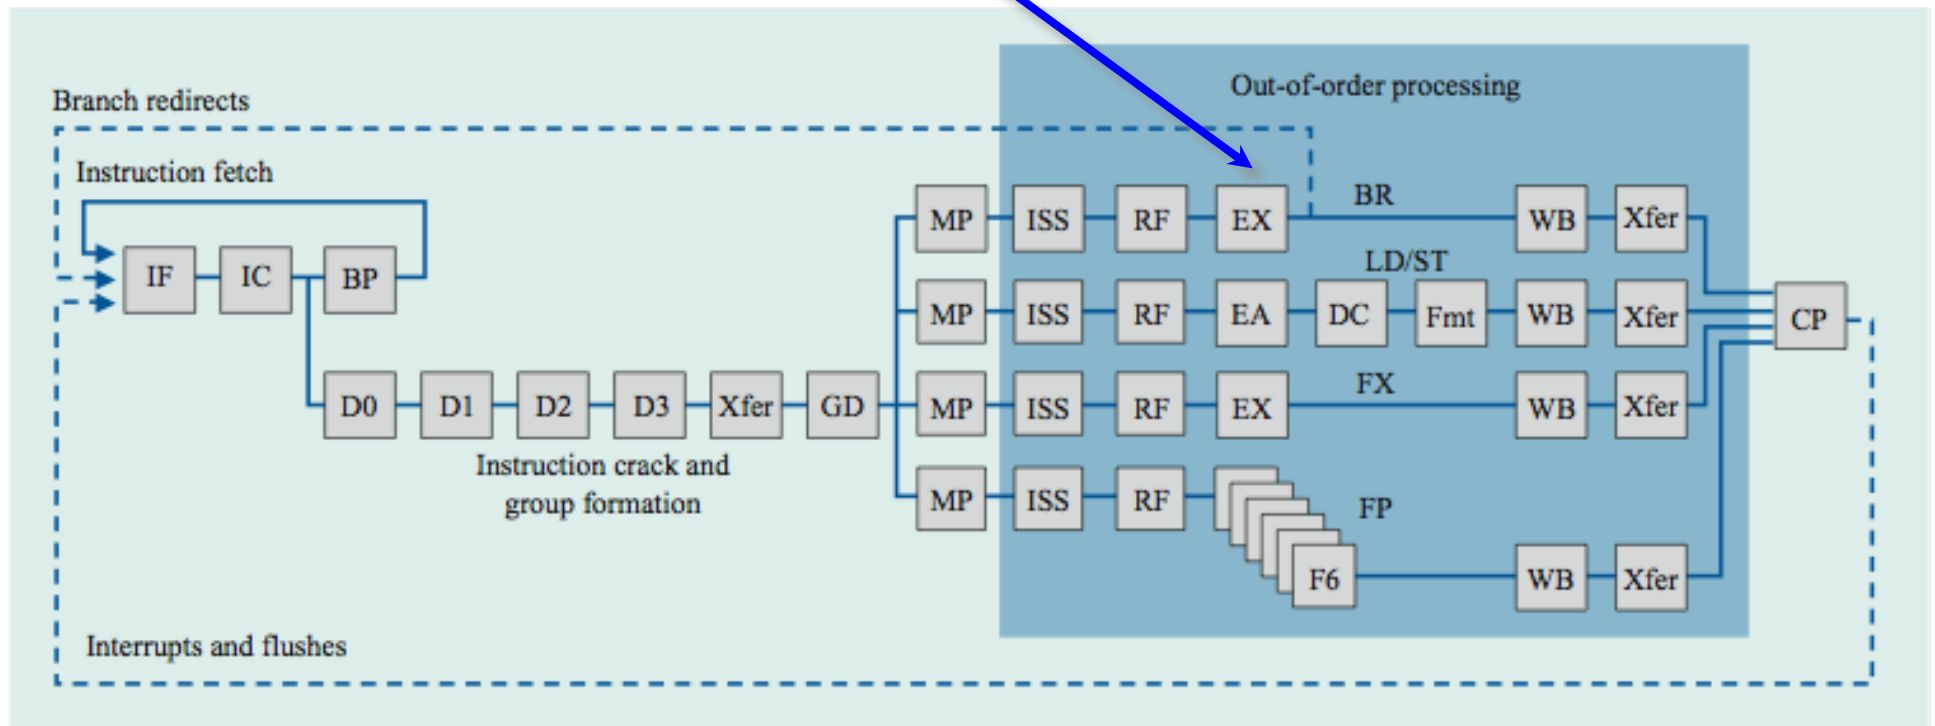 Out-of-order processing
Branch redirects
Instruction fetch
MP ISS RF EX BR WB Xfer
IF IC BP
MP ISS RF EA LD/ST DC Fmt WB Xfer
CP
D0 D1 D2 D3 Xfer GD
MP ISS RF EX FX WB Xfer
Instruction crack and
group formation
MP ISS RF FP
F6 WB Xfer
Interrupts and flushes